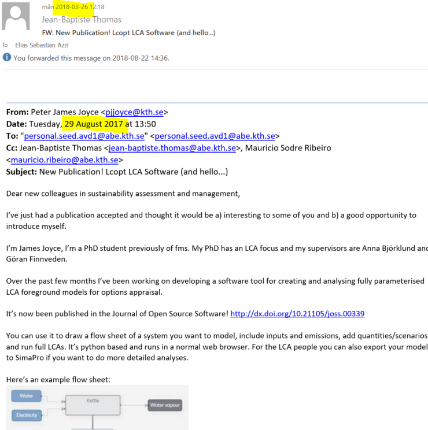 mån 2018-03-26 12:18
Jean-Baptiste Thomas
FW: New Publication! Lcopt LCA Software (and hello...)
To Elias Sebastian Azzi
You forwarded this message on 2018-08-22 14:36.
From: Peter James Joyce <pjjoyce@kth.se>
Date: Tuesday, 29 August 2017 at 13:50
To: "personal.seed.avd1@abe.kth.se" <personal.seed.avd1@abe.kth.se>
Cc: Jean-Baptiste Thomas <jean-baptiste.thomas@abe.kth.se>, Mauricio Sodre Ribeiro
<mauricio.ribeiro@abe.kth.se>
Subject: New Publication! Lcopt LCA Software (and hello...)
Dear new colleagues in sustainability assessment and management,
I've just had a publication accepted and thought it would be a) interesting to some of you and b) a good opportunity to
introduce myself.
I'm James Joyce, I'm a PhD student previously of fms. My PhD has an LCA focus and my supervisors are Anna Björklund and
Göran Finnveden.
Over the past few months I've been working on developing a software tool for creating and analysing fully parameterised
LCA foreground models for options appraisal.
It's now been published in the Journal of Open Source Software! http://dx.doi.org/10.21105/joss.00339
You can use it to draw a flow sheet of a system you want to model, include inputs and emissions, add quantities/scenarios
and run full LCAs. It's python based and runs in a normal web browser. For the LCA people you can also export your model
to SimaPro if you want to do more detailed analyses.
Here's an example flow sheet:
Water
Kettle
Water vapour
Electricity